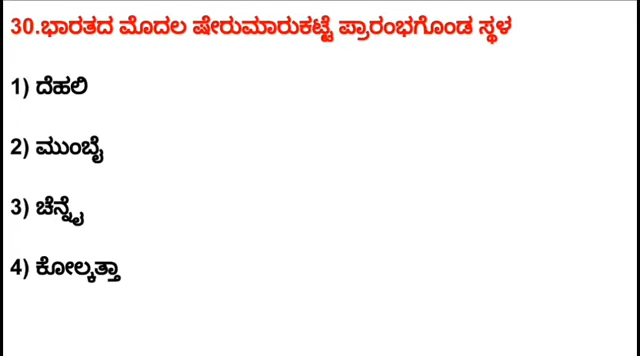 30.ಭಾರತದ ಮೊದಲ ಷೇರುಮಾರುಕಟ್ಟೆ ಪ್ರಾರಂಭಗೊಂಡ ಸ್ಥಳ
1) ದೆಹಲಿ
2) ಮುಂಬೈ
3) ಚೆನ್ನೈ
4) ಕೋಲ್ಕತ್ತಾ